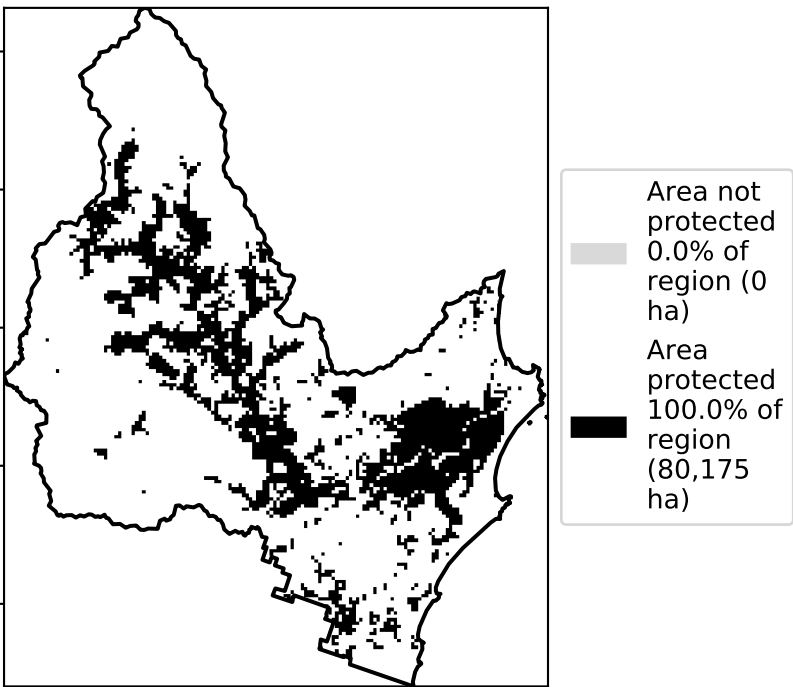 Area not
protected
0.0% of
region (0
ha)
Area
protected
100.0% of
region
(80,175
ha)